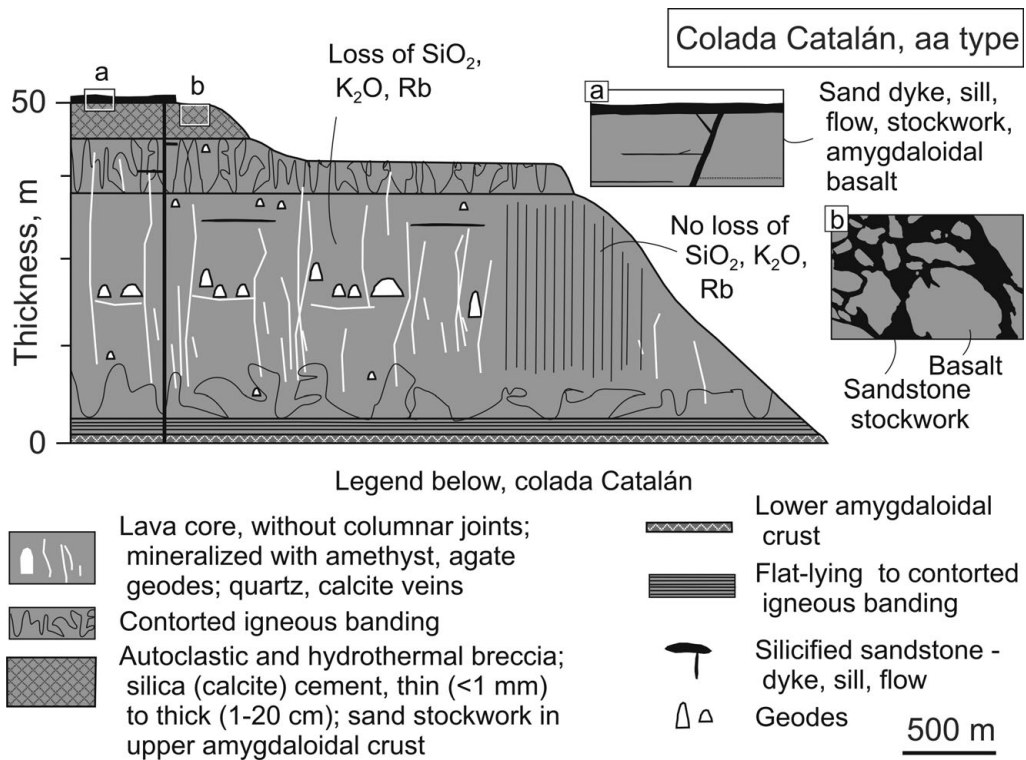 Colada Catalán, aa type
Loss of SiO₂,
K₂O, Rb
a
b
50
0
Thickness, m
a
Sand dyke, sill,
flow, stockwork,
amygdaloidal
basalt
No loss of
SiO₂, K₂O,
Rb
b
Basalt
Sandstone
stockwork
Legend below, colada Catalán
Lava core, without columnar joints;
mineralized with amethyst, agate
geodes; quartz, calcite veins
Contorted igneous banding
Autoclastic and hydrothermal breccia;
silica (calcite) cement, thin (<1 mm)
to thick (1-20 cm); sand stockwork in
upper amygdaloidal crust
Lower amygdaloidal
crust
Flat-lying to contorted
igneous banding
Silicified sandstone -
dyke, sill, flow
Geodes
500 m